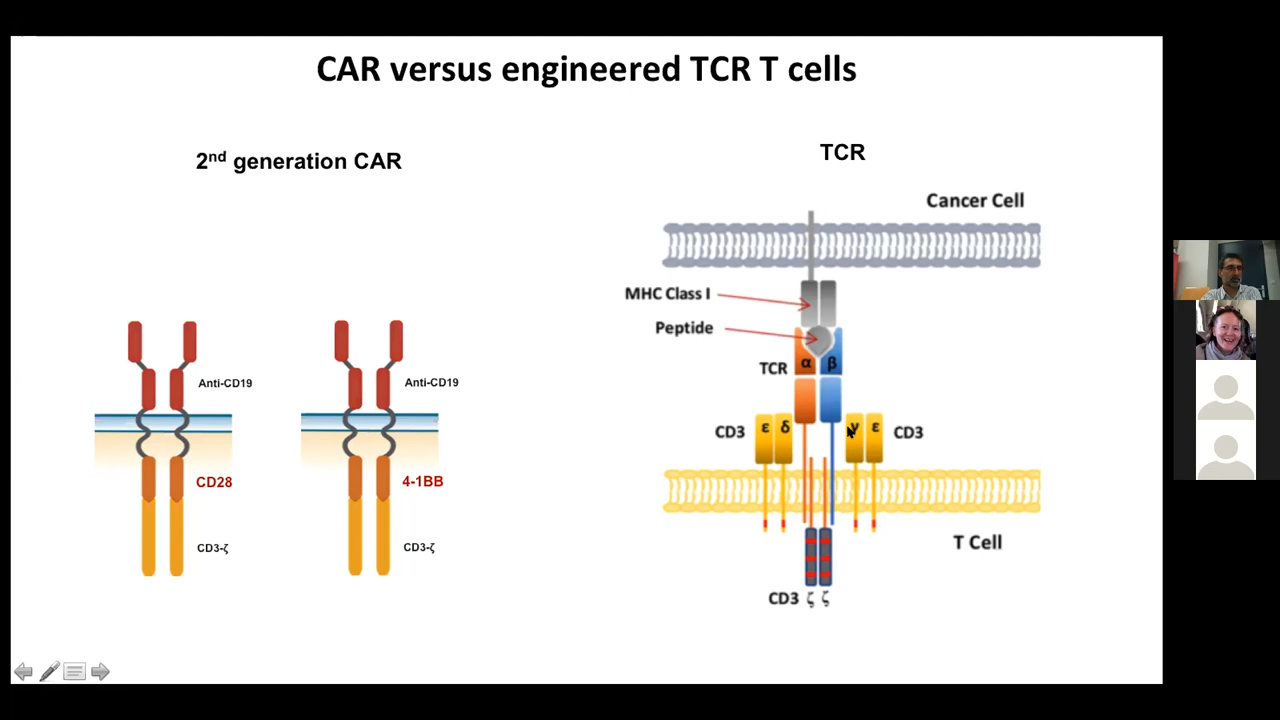 CAR versus engineered TCR T cells
2nd generation CAR
Anti-CD19
CD28
CD3-ζ
Anti-CD19
4-1BB
CD3-ζ
TCR
Cancer Cell
MHC Class I
Peptide
TCR
α
β
CD3
ε
δ
γ
ε
CD3
T Cell
CD3 ζ ζ